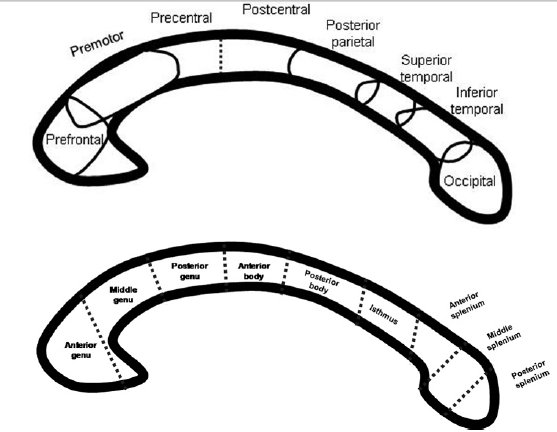 Premotor
Precentral
Postcentral
Posterior
parietal
Superior
temporal
Inferior
temporal
Prefrontal
Occipital
Anterior
genu
Middle
genu
Posterior
genu
Anterior
body
Posterior
body
Isthmus
Anterior
splenium
Middle
splenium
Posterior
splenium